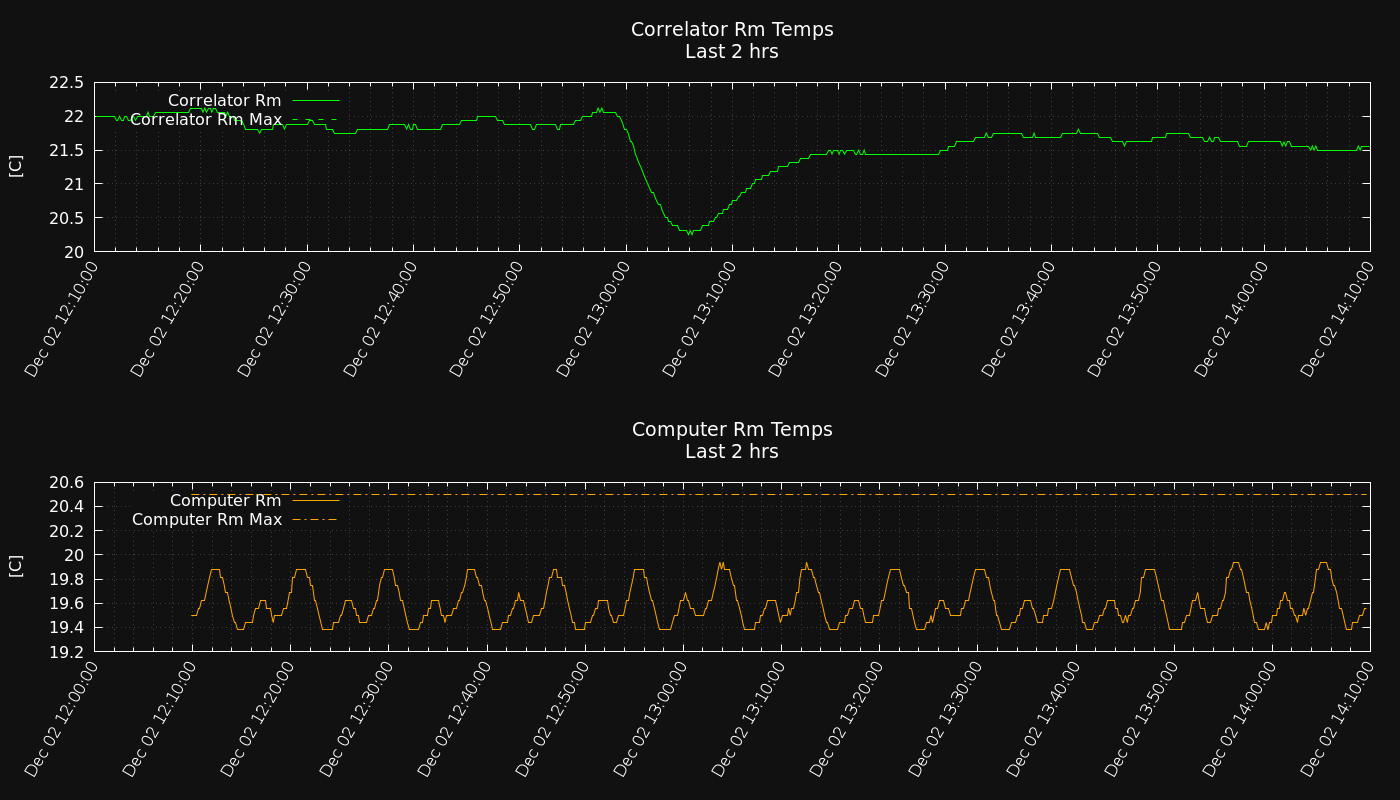 Correlator Rm Temps
Last 2 hrs
22.5
22
21.5
21
20.5
20
[C]
Correlator Rm
Correlator Rm Max
Dec 02 12:10:00
Dec 02 12:20:00
Dec 02 12:30:00
Dec 02 12:40:00
Dec 02 12:50:00
Dec 02 13:00:00
Dec 02 13:10:00
Dec 02 13:20:00
Dec 02 13:30:00
Dec 02 13:40:00
Dec 02 13:50:00
Dec 02 14:00:00
Dec 02 14:10:00
Computer Rm Temps
Last 2 hrs
20.6
20.4
20.2
20
19.8
19.6
19.4
19.2
[C]
Computer Rm
Computer Rm Max
Dec 02 12:00:00
Dec 02 12:10:00
Dec 02 12:20:00
Dec 02 12:30:00
Dec 02 12:40:00
Dec 02 12:50:00
Dec 02 13:00:00
Dec 02 13:10:00
Dec 02 13:20:00
Dec 02 13:30:00
Dec 02 13:40:00
Dec 02 13:50:00
Dec 02 14:00:00
Dec 02 14:10:00